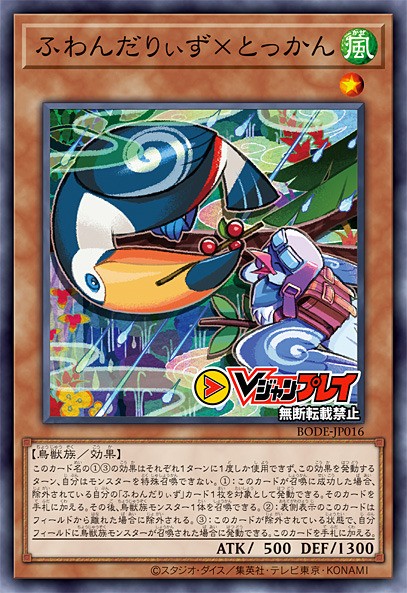 ふわんだりぃず×とっかん
風
Vジャンプレイ
無断転載禁止
BODE-JP016
【鳥獣族／効果】
このカード名の①③の効果はそれぞれ1ターンに1度しか使用できず、この効果を発動する
ターン、自分はモンスターを特殊召喚できない。①：このカードが召喚に成功した場合、
除外されている自分の「ふわんだりぃず」カード1枚を対象として発動できる。そのカードを
手札に加える。その後、鳥獣族モンスター1体を召喚できる。②：表側表示のこのカードは
フィールドから離れた場合に除外される。③：このカードが除外されている状態で、自分
フィールドに鳥獣族モンスターが召喚された場合に発動できる。このカードを手札に加える。
ATK/ 500 DEF/1300
©スタジオ・ダイス／集英社・テレビ東京・KONAMI